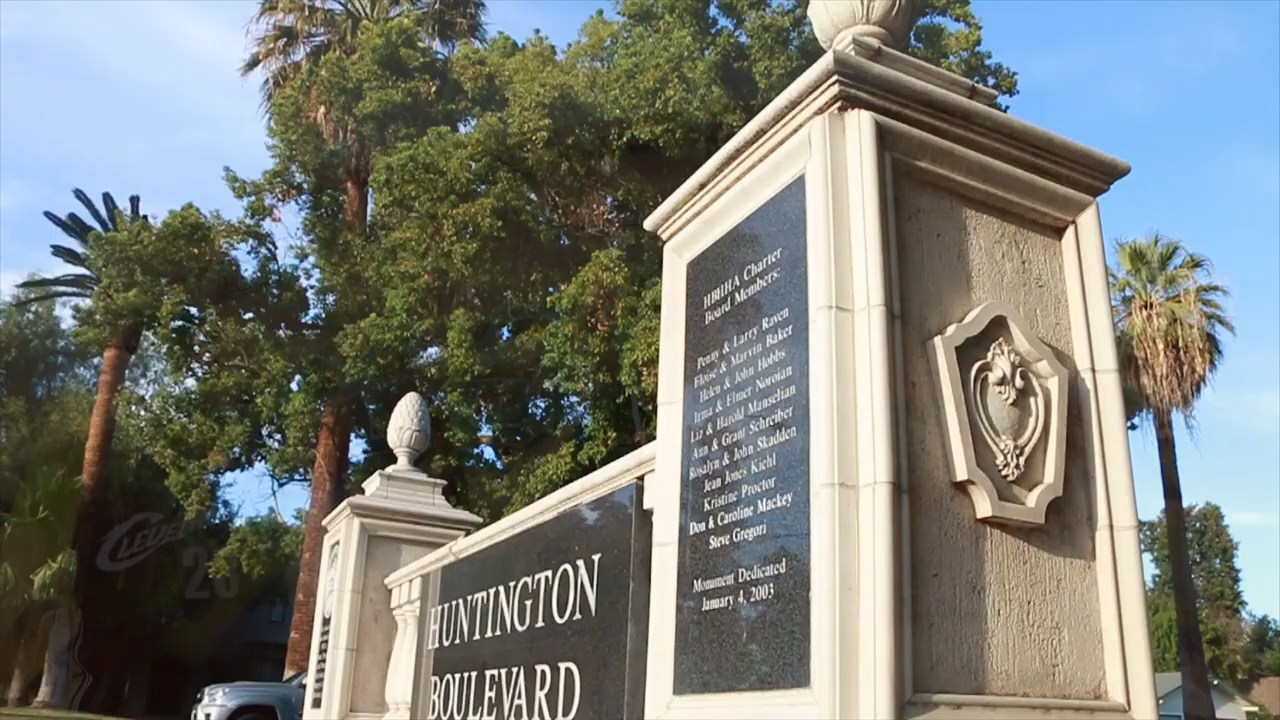 HBHHA Charter
Board Members:
Penny & Larry Raven
Eloise & Marvin Baker
Helen & John Hobbs
Irma & Elmer Noroian
Liz & Harold Manselian
Ann & Grant Schreiber
Rosalyn & John Skadden
Jean Jones Kiehl
Kristine Proctor
Don & Caroline Mackey
Steve Gregori
Monument Dedicated
January 4, 2003
HUNTINGTON
BOULEVARD